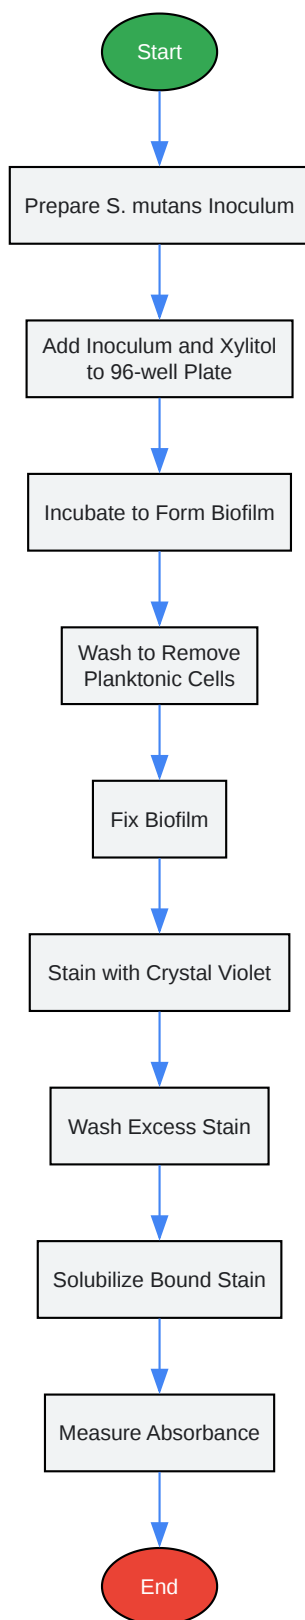 Start
Prepare S. mutans Inoculum
Add Inoculum and Xylitol
to 96-well Plate
Incubate to Form Biofilm
Wash to Remove
Planktonic Cells
Fix Biofilm
Stain with Crystal Violet
Wash Excess Stain
Solubilize Bound Stain
Measure Absorbance
End